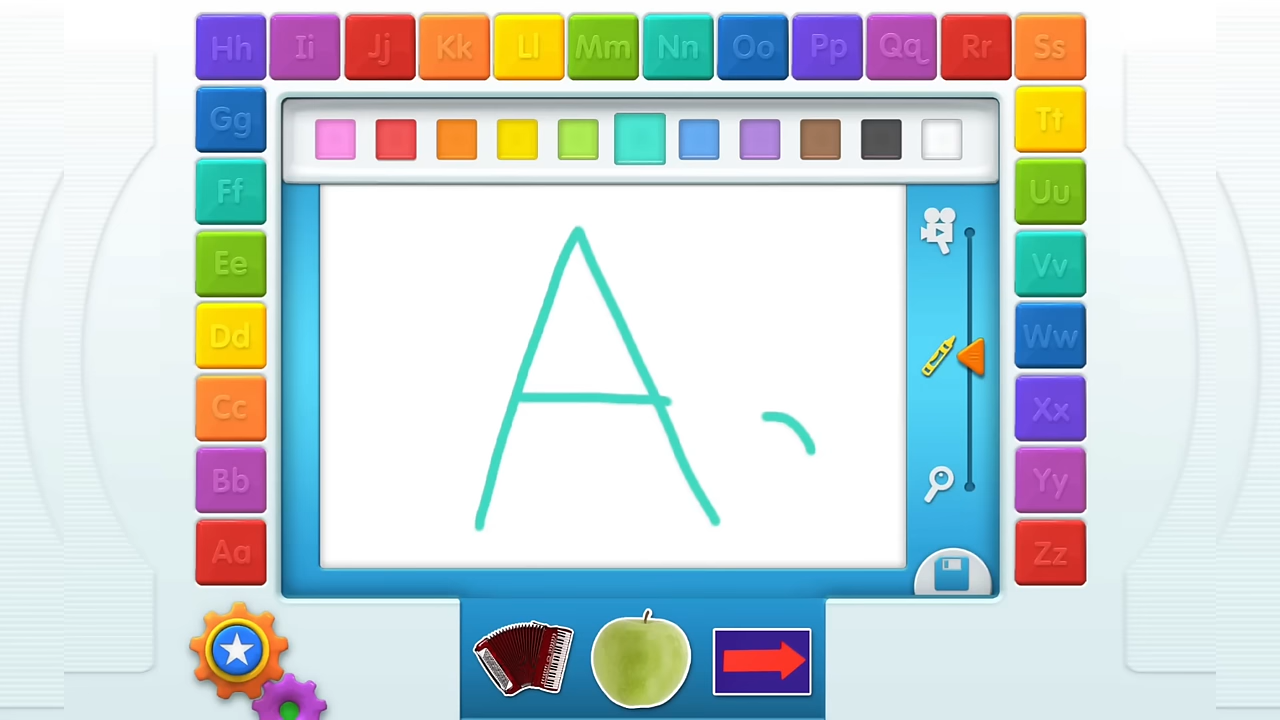 Hh Ii Jj Kk Ll Mm Nn Oo Pp Qq Rr Ss
Gg Tt
Ff Uu
Ee Vv
Dd Ww
Cc Xx
Bb Yy
Aa Zz
A